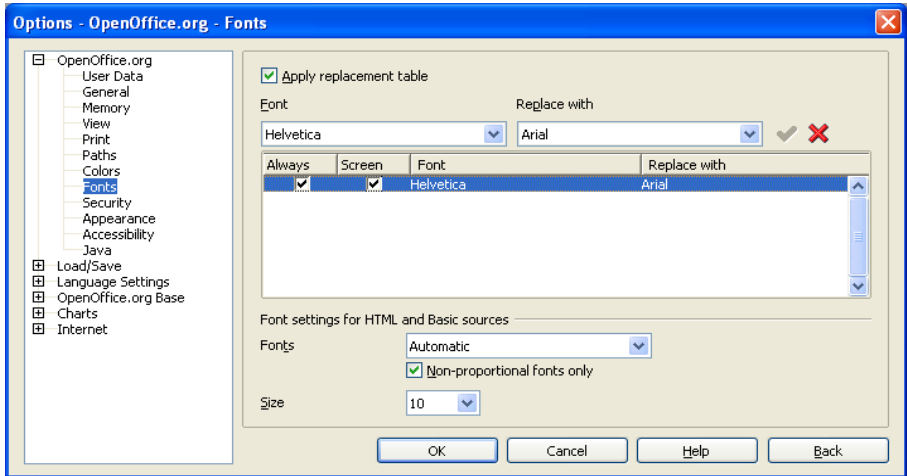 Options - OpenOffice.org - Fonts
OpenOffice.org
User Data
General
Memory
View
Print
Paths
Colors
Fonts
Security
Appearance
Accessibility
Java
Load/Save
Language Settings
OpenOffice.org Base
Charts
Internet
Apply replacement table
Font Replace with
Helvetica Arial
Always Screen Font Replace with
Helvetica Arial
Font settings for HTML and Basic sources
Fonts Automatic
Non-proportional fonts only
Size 10
OK Cancel Help Back